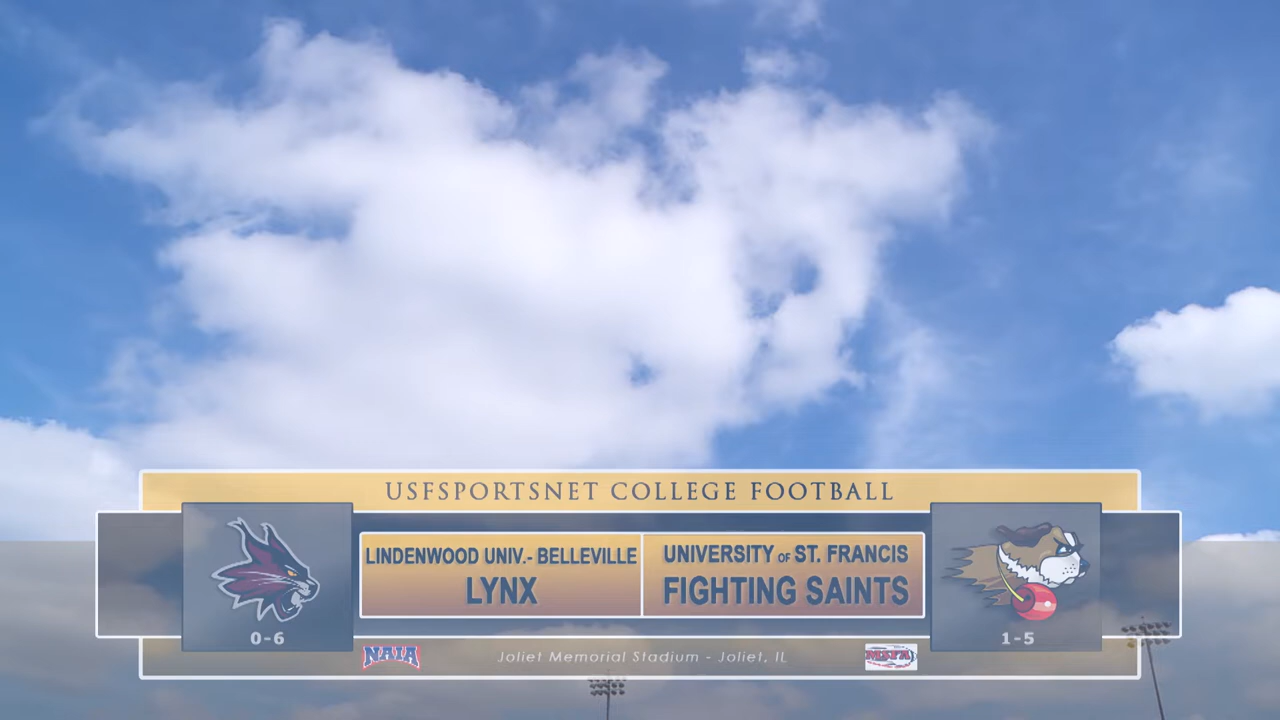 USFSPORTSNET COLLEGE FOOTBALL
LINDENWOOD UNIV.- BELLEVILLE
LYNX
UNIVERSITY OF ST. FRANCIS
FIGHTING SAINTS
0-6
1-5
NAIA
Joliet Memorial Stadium - Joliet, IL
MSFA